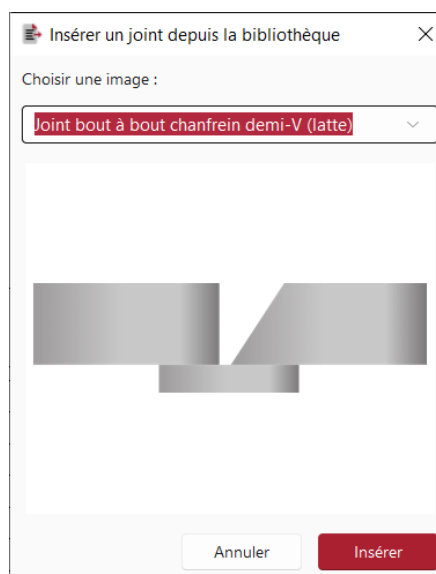 Insérer un joint depuis la bibliothèque
Choisir une image :
Joint bout à bout chanfrein demi-V (latte)
Annuler
Insérer